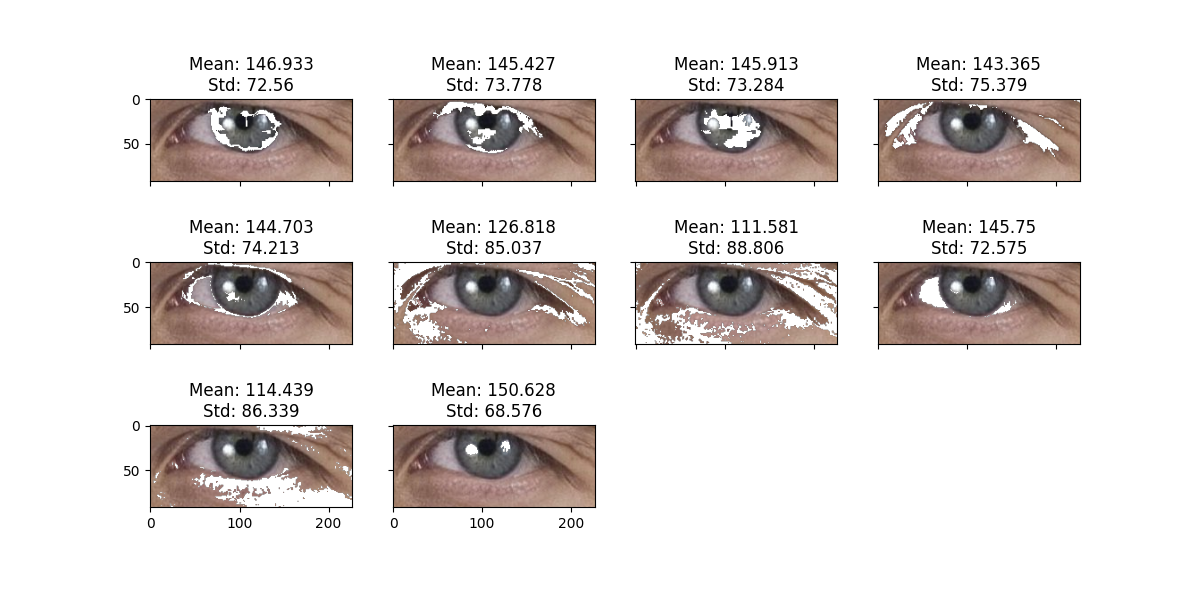 Mean: 146.933
Std: 72.56
Mean: 145.427
Std: 73.778
Mean: 145.913
Std: 73.284
Mean: 143.365
Std: 75.379
0
50
Mean: 144.703
Std: 74.213
Mean: 126.818
Std: 85.037
Mean: 111.581
Std: 88.806
Mean: 145.75
Std: 72.575
0
50
Mean: 114.439
Std: 86.339
Mean: 150.628
Std: 68.576
0
50
0 100 200
0 100 200